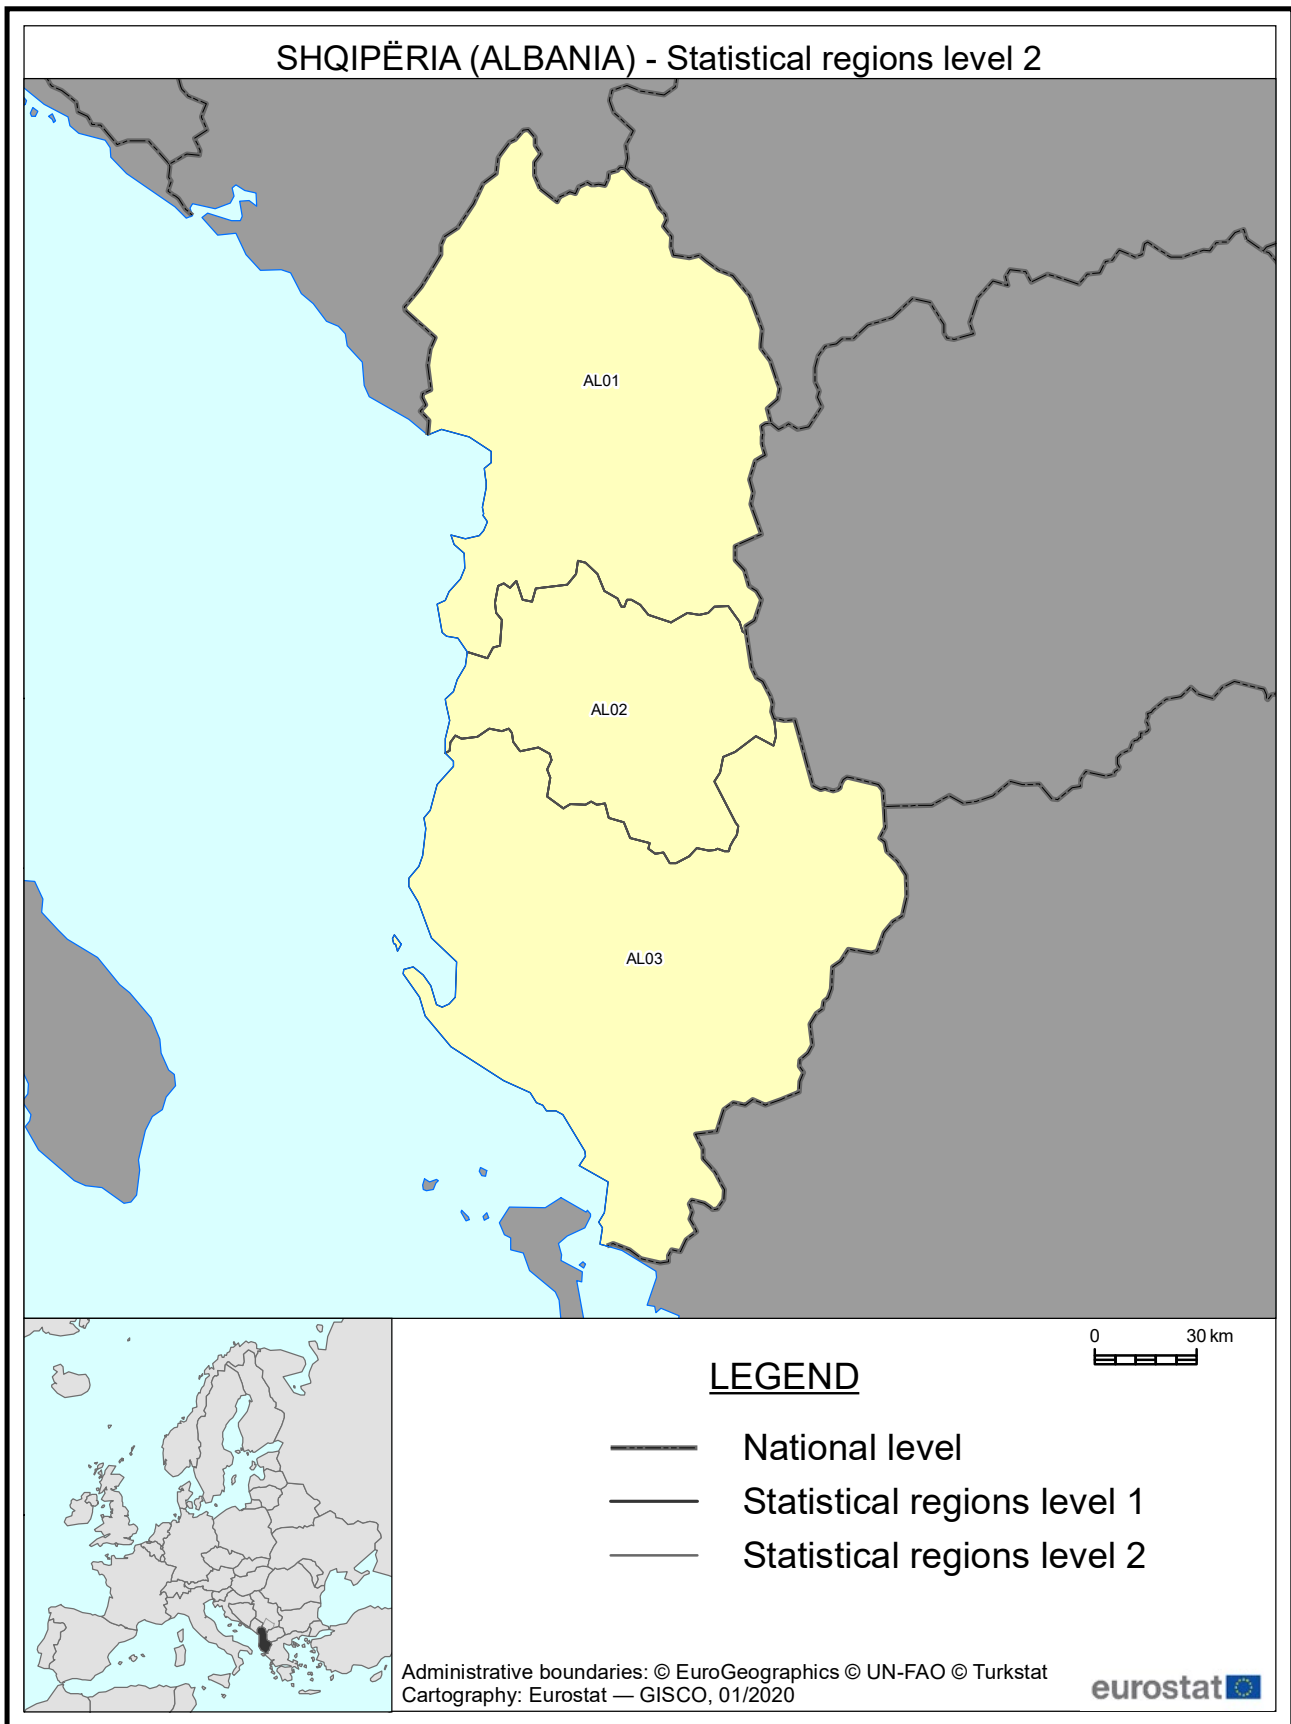 SHQIPËRIA (ALBANIA) - Statistical regions level 2
AL01
AL02
AL03
0 30 km
LEGEND
National level
Statistical regions level 1
Statistical regions level 2
Administrative boundaries: © EuroGeographics © UN-FAO © Turkstat
Cartography: Eurostat — GISCO, 01/2020
eurostat